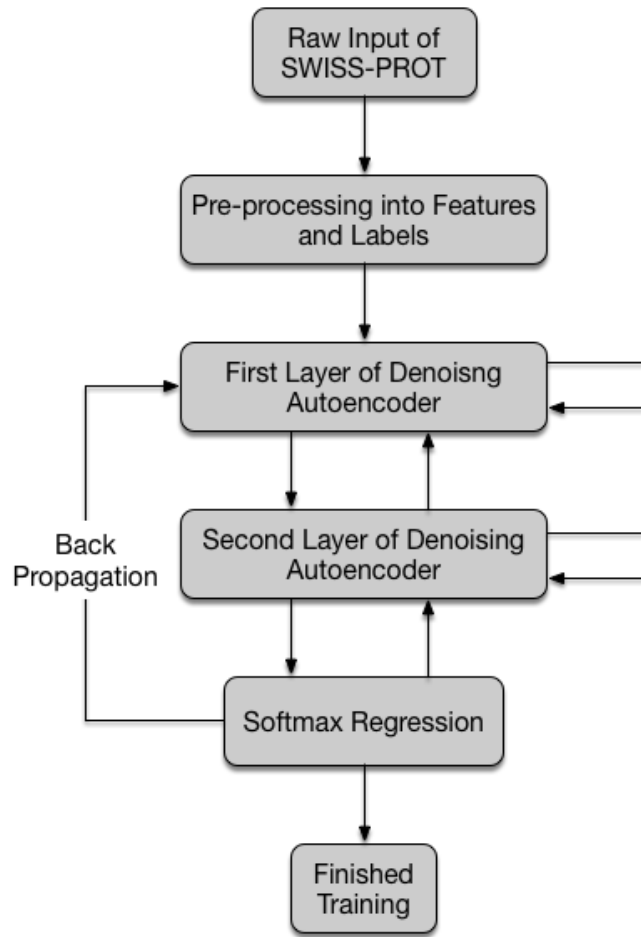 Raw Input of
SWISS-PROT
Pre-processing into Features
and Labels
First Layer of Denoisng
Autoencoder
Second Layer of Denoising
Autoencoder
Back
Propagation
Softmax Regression
Finished
Training